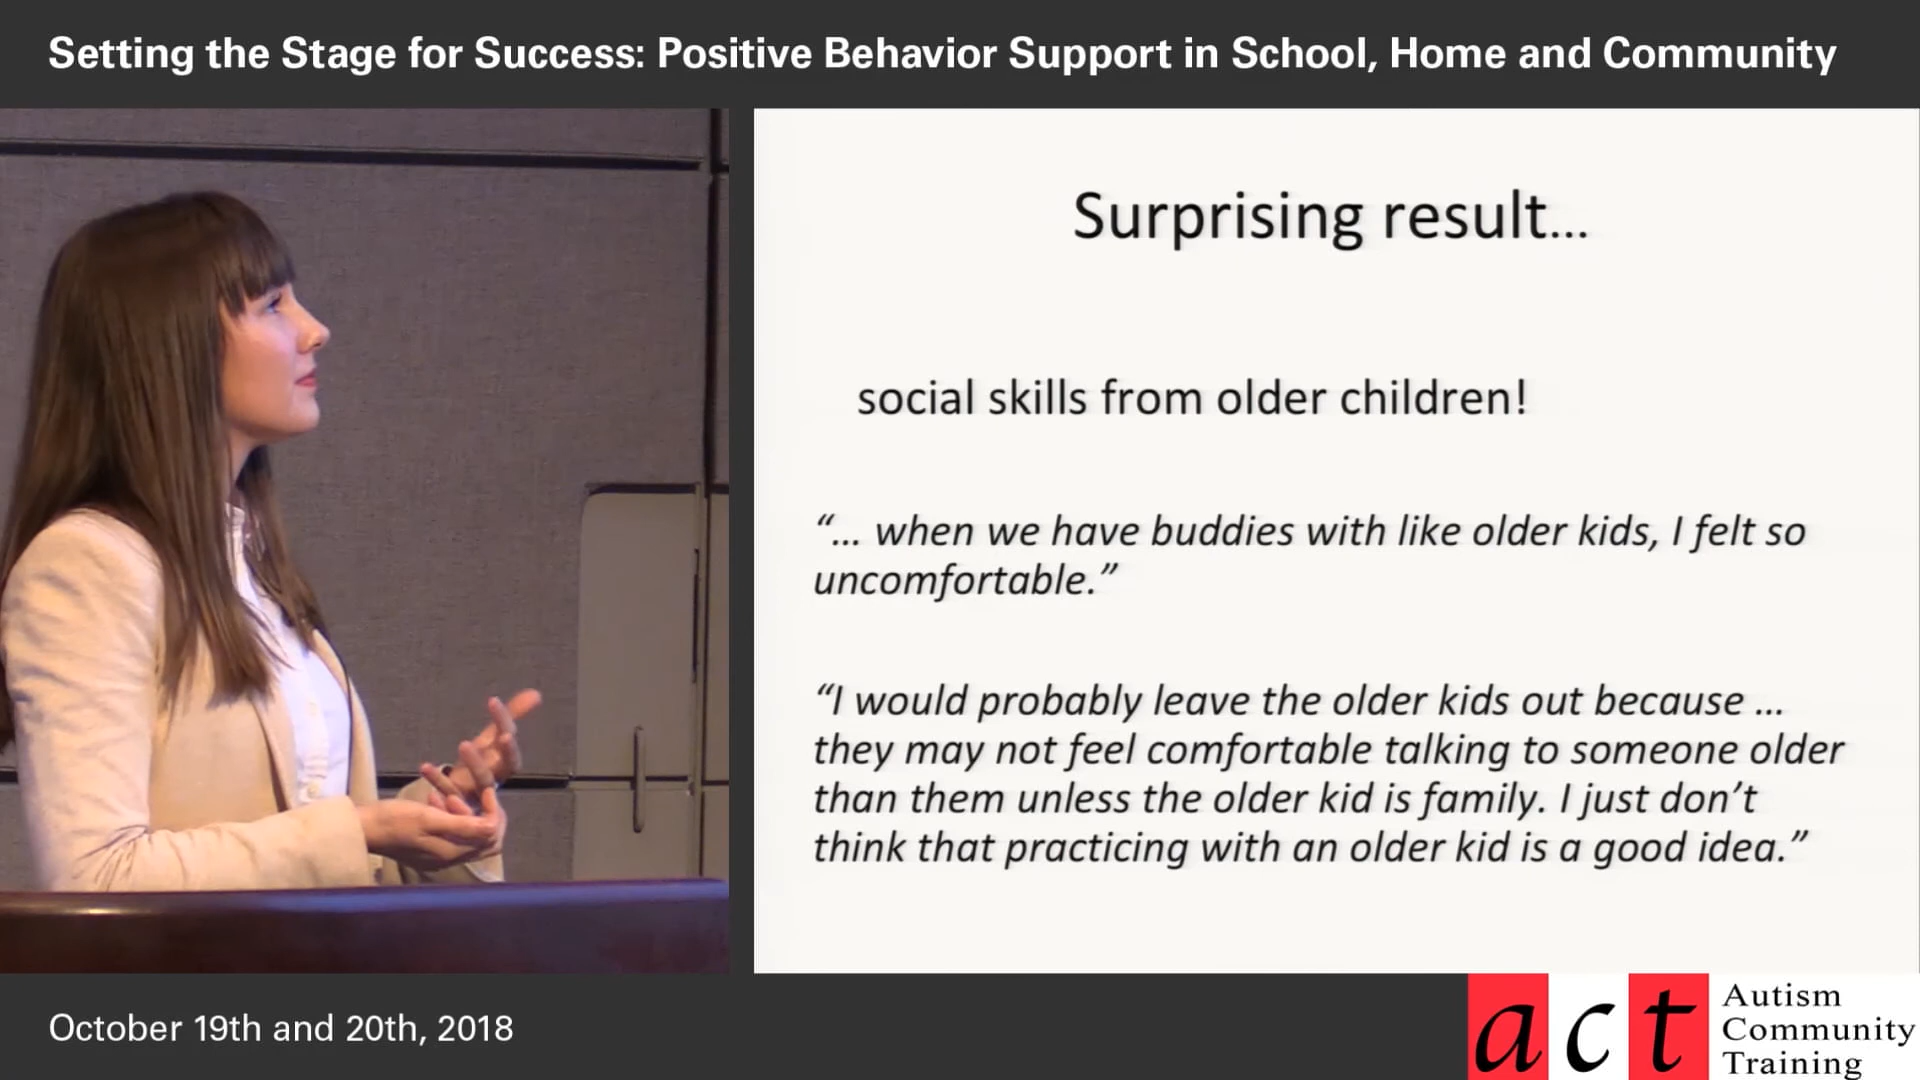 Setting the Stage for Success: Positive Behavior Support in School, Home and Community
Surprising result...
social skills from older children!
“... when we have buddies with like older kids, I felt so
uncomfortable.”
“I would probably leave the older kids out because ...
they may not feel comfortable talking to someone older
than them unless the older kid is family. I just don’t
think that practicing with an older kid is a good idea.”
October 19th and 20th, 2018
act
Autism
Community
Training